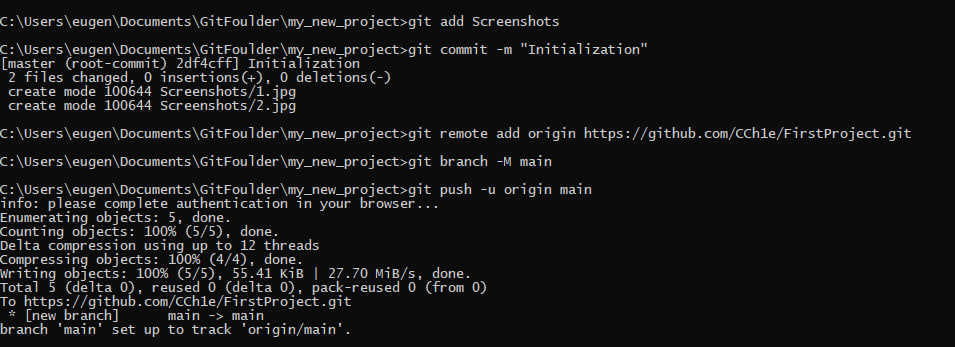 C:\Users\eugen\Documents\GitFoulder\my_new_project>git add Screenshots
C:\Users\eugen\Documents\GitFoulder\my_new_project>git commit -m "Initialization"
[master (root-commit) 2df4cff] Initialization
 2 files changed, 0 insertions(+), 0 deletions(-)
 create mode 100644 Screenshots/1.jpg
 create mode 100644 Screenshots/2.jpg
C:\Users\eugen\Documents\GitFoulder\my_new_project>git remote add origin https://github.com/CCh1e/FirstProject.git
C:\Users\eugen\Documents\GitFoulder\my_new_project>git branch -M main
C:\Users\eugen\Documents\GitFoulder\my_new_project>git push -u origin main
info: please complete authentication in your browser...
Enumerating objects: 5, done.
Counting objects: 100% (5/5), done.
Delta compression using up to 12 threads
Compressing objects: 100% (4/4), done.
Writing objects: 100% (5/5), 55.41 KiB | 27.70 MiB/s, done.
Total 5 (delta 0), reused 0 (delta 0), pack-reused 0 (from 0)
To https://github.com/CCh1e/FirstProject.git
 * [new branch]      main -> main
branch 'main' set up to track 'origin/main'.